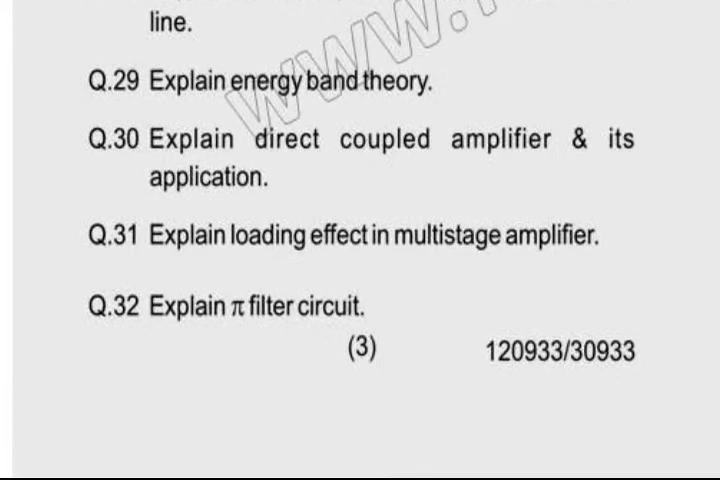 line.
Q.29 Explain energy band theory.
Q.30 Explain direct coupled amplifier & its
application.
Q.31 Explain loading effect in multistage amplifier.
Q.32 Explain π filter circuit.
(3) 120933/30933
www.